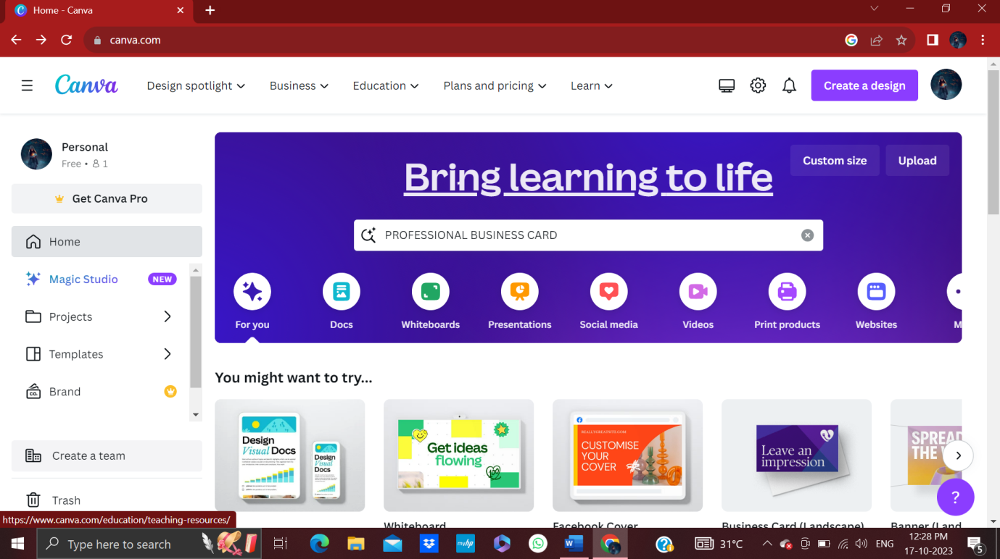 Home - Canva
canva.com
Canva
Design spotlight
Business
Education
Plans and pricing
Learn
Create a design
Personal
Free • 1
Get Canva Pro
Home
Magic Studio NEW
Projects
Templates
Brand
CO.
Create a team
Trash
https://www.canva.com/education/teaching-resources/
Custom size
Upload
Bring learning to life
PROFESSIONAL BUSINESS CARD
For you
Docs
Whiteboards
Presentations
Social media
Videos
Print products
Websites
M
You might want to try...
Design
Visual Docs
Design
Visual
Docs
Get ideas
flowing
100
REALLYGREATSITE.COM
CUSTOMISE
YOUR
COVER
Leave an
impression
SPREAD
THE
?
Whiteboard
Facebook Cover
Business Card (Landscape)
Banner (Land
Type here to search
myhp
W
31°C
ENG
12:28 PM
17-10-2023
5